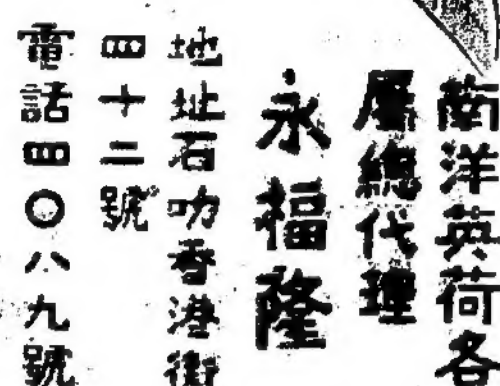 南洋英荷各
屬總代理
永福隆
地址石叻香港街
四十二號
電話四〇八九號